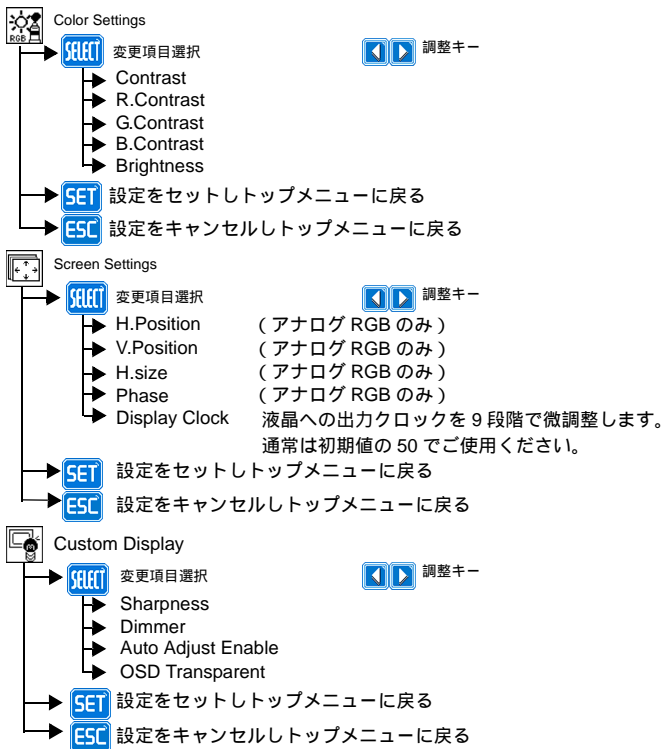 Color Settings
RGB
SELECT 変更項目選択 調整キー
Contrast
R.Contrast
G.Contrast
B.Contrast
Brightness
SET 設定をセットしトップメニューに戻る
ESC 設定をキャンセルしトップメニューに戻る
Screen Settings
SELECT 変更項目選択 調整キー
H.Position （アナログ RGB のみ）
V.Position （アナログ RGB のみ）
H.size （アナログ RGB のみ）
Phase （アナログ RGB のみ）
Display Clock 液晶への出力クロックを 9 段階で微調整します。
通常は初期値の 50 でご使用ください。
SET 設定をセットしトップメニューに戻る
ESC 設定をキャンセルしトップメニューに戻る
Custom Display
SELECT 変更項目選択 調整キー
Sharpness
Dimmer
Auto Adjust Enable
OSD Transparent
SET 設定をセットしトップメニューに戻る
ESC 設定をキャンセルしトップメニューに戻る